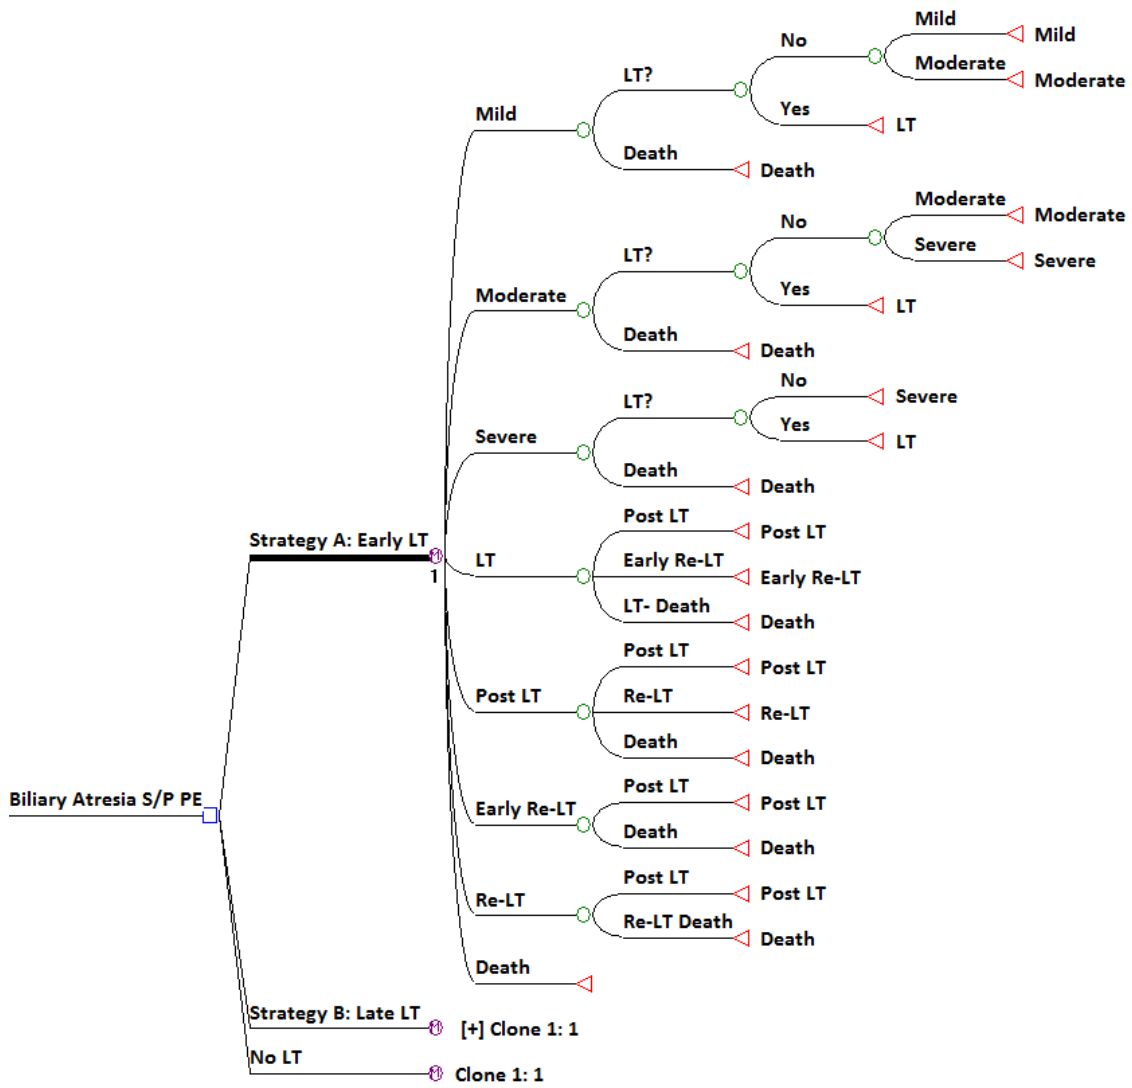 Mild
Mild
No
Moderate
Moderate
LT?
Yes
LT
Mild
Death
Death
Moderate
Moderate
No
Severe
Severe
LT?
Yes
LT
Moderate
Death
Death
No
Severe
LT?
Yes
LT
Severe
Death
Death
Post LT
Post LT
Strategy A: Early LT
M
1
LT
Early Re-LT
Early Re-LT
LT- Death
Death
Post LT
Post LT
Post LT
Re-LT
Re-LT
Death
Death
Biliary Atresia S/P PE
Post LT
Post LT
Early Re-LT
Death
Death
Post LT
Post LT
Re-LT
Re-LT Death
Death
Death
Strategy B: Late LT
M
[+] Clone 1: 1
No LT
M
Clone 1: 1